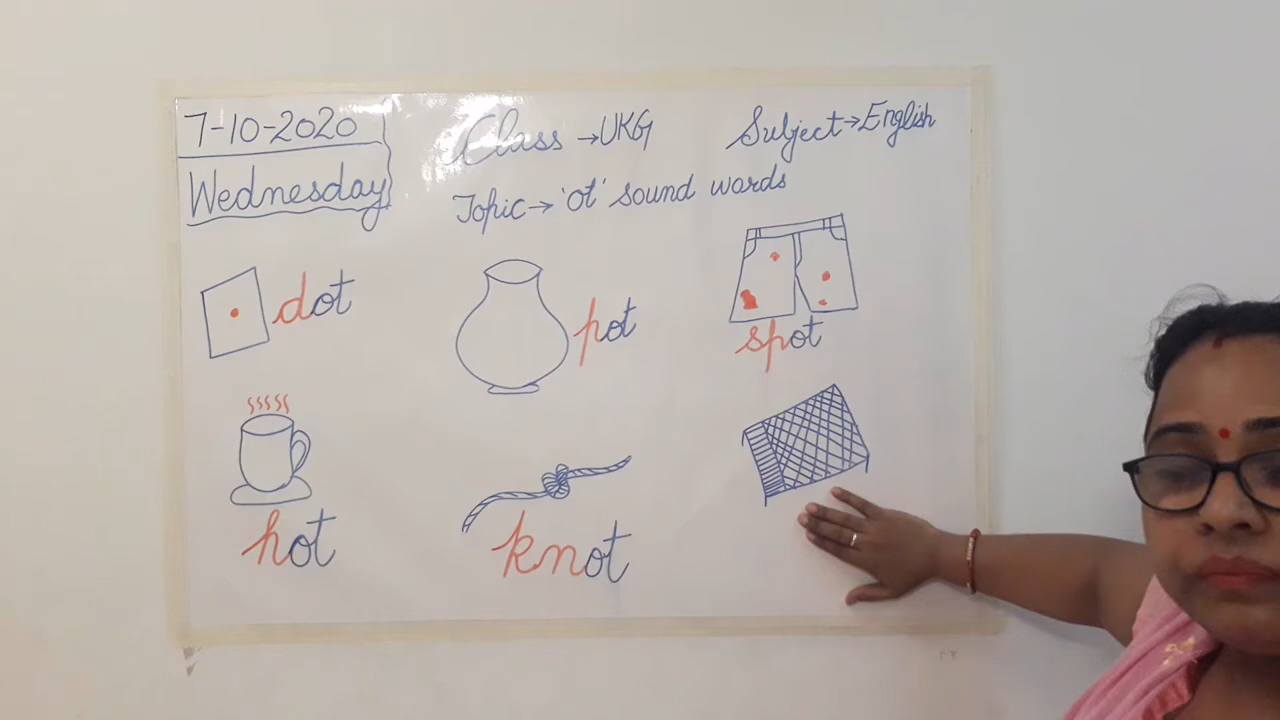 7-10-2020
Wednesday
Class → UKG
Subject → English
Topic → 'ot' sound words
dot
pot
spot
hot
knot